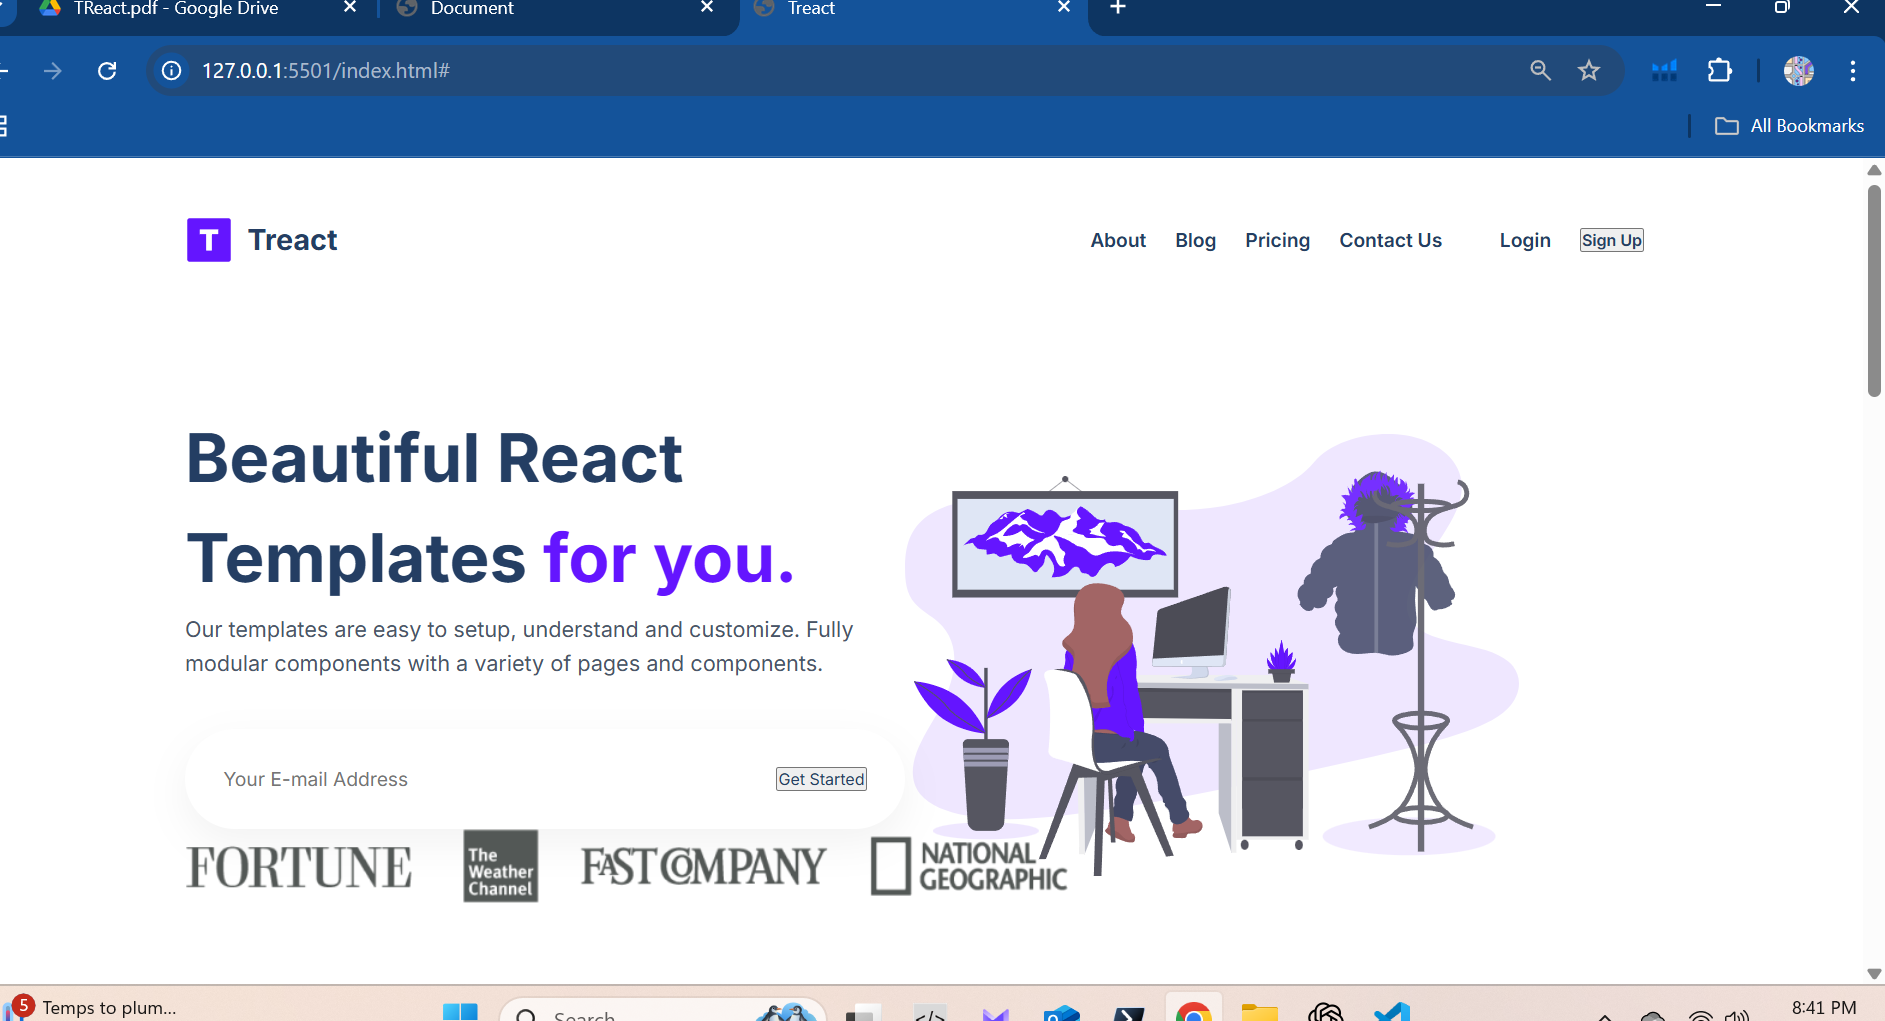 TReact.pdf - Google Drive
Document
Treact
127.0.0.1:5501/index.html#
All Bookmarks
T Treact
About Blog Pricing Contact Us Login Sign Up
Beautiful React
Templates for you.
Our templates are easy to setup, understand and customize. Fully
modular components with a variety of pages and components.
Your E-mail Address Get Started
FORTUNE
The
Weather
Channel
FAST COMPANY
NATIONAL
GEOGRAPHIC
5 Temps to plum...
Search
8:41 PM